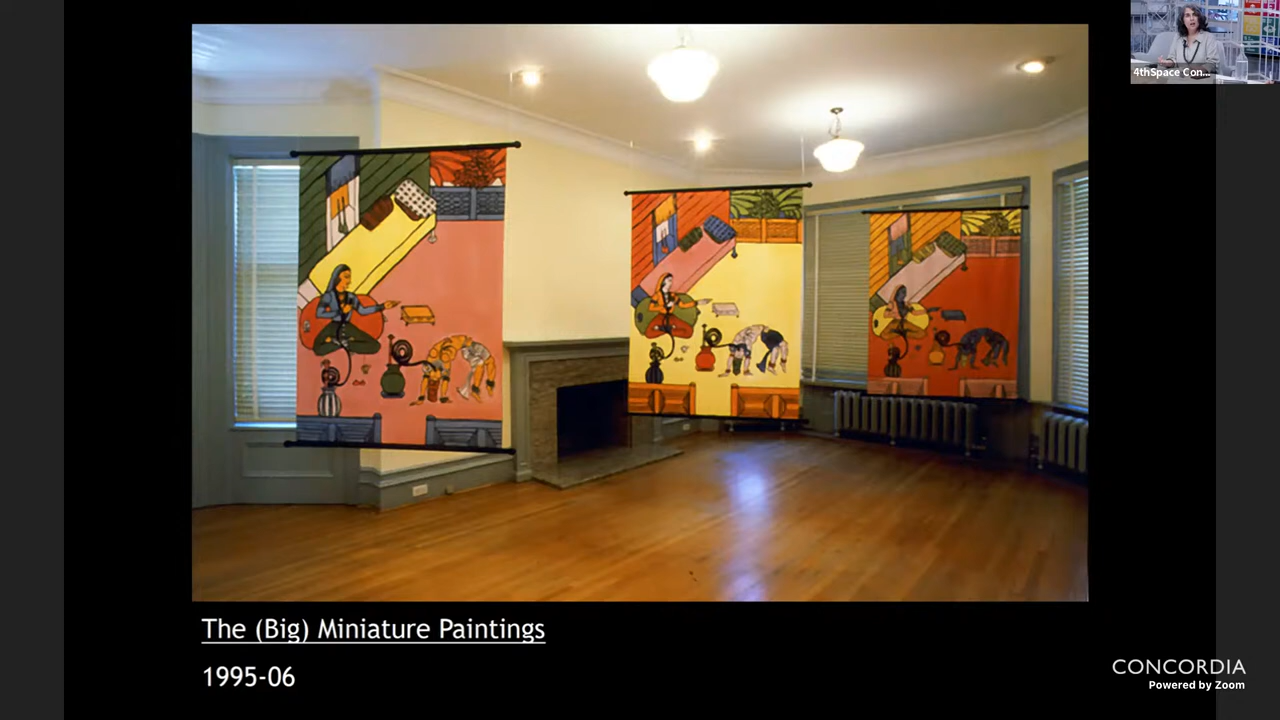 4thSpace Con...
The (Big) Miniature Paintings
1995-06
CONCORDIA
Powered by Zoom